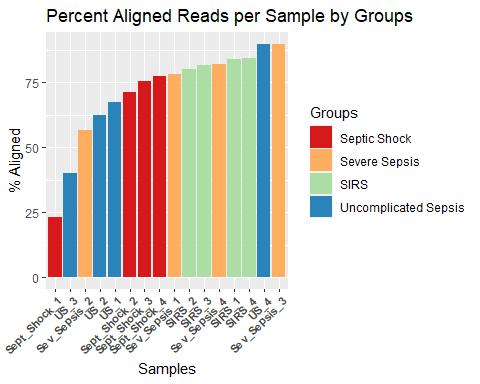 Percent Aligned Reads per Sample by Groups
% Aligned
75
50
25
0
Sept_Shock_1
US_3
Sev_Sepsis_2
US_2
US_1
Sept_Shock_2
Sept_Shock_3
Sept_Shock_4
Sev_Sepsis_1
SIRS_2
SIRS_3
Sev_Sepsis_4
SIRS_1
SIRS_4
US_4
Sev_Sepsis_3
Samples
Groups
Septic Shock
Severe Sepsis
SIRS
Uncomplicated Sepsis